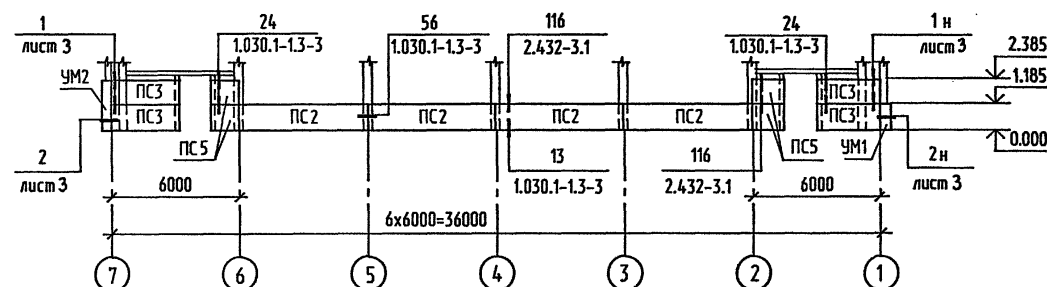 1
лист 3
24
1.030.1-1.3-3
56
1.030.1-1.3-3
116
2.432-3.1
24
1.030.1-1.3-3
1н
лист 3
2.385
1.185
0.000
УМ2
ПС3
ПС3
ПС2
ПС2
ПС2
ПС2
ПС3
ПС3
ПС5
ПС5
УМ1
2
лист 3
13
1.030.1-1.3-3
116
2.432-3.1
2н
лист 3
6000
6000
6х6000=36000
7
6
5
4
3
2
1